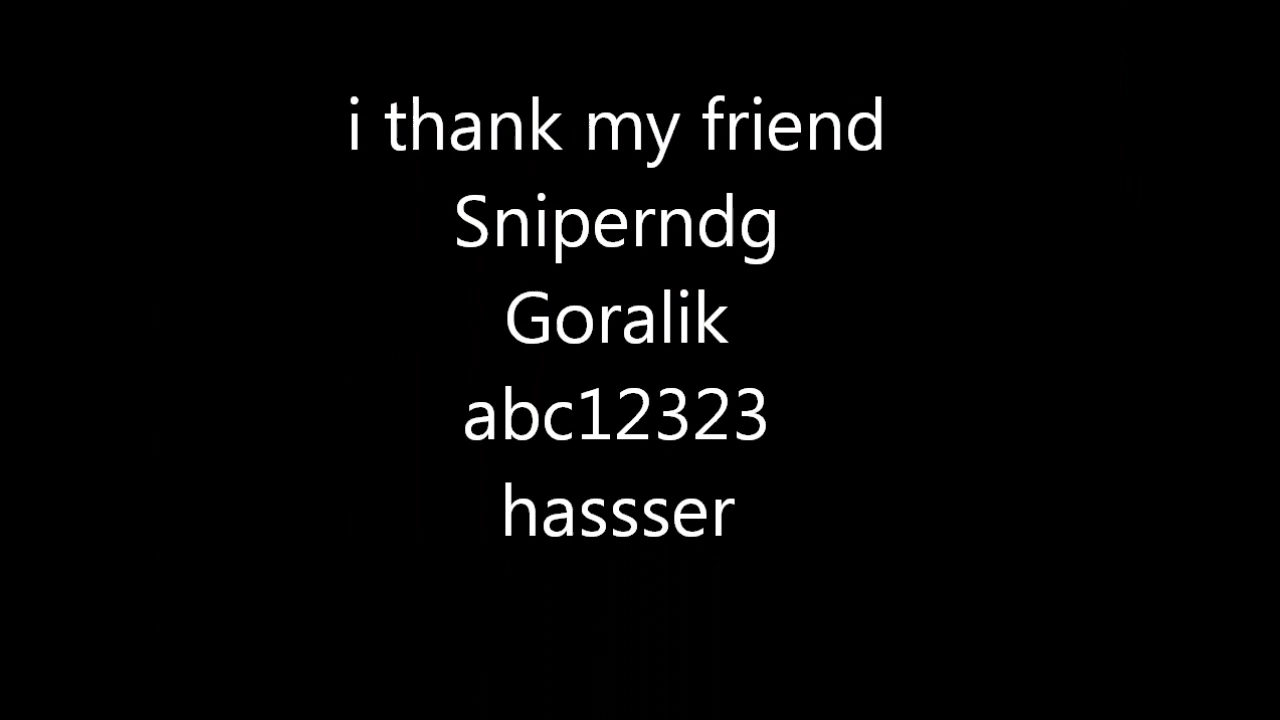 i thank my friend
Sniperndg
Goralik
abc12323
hassser